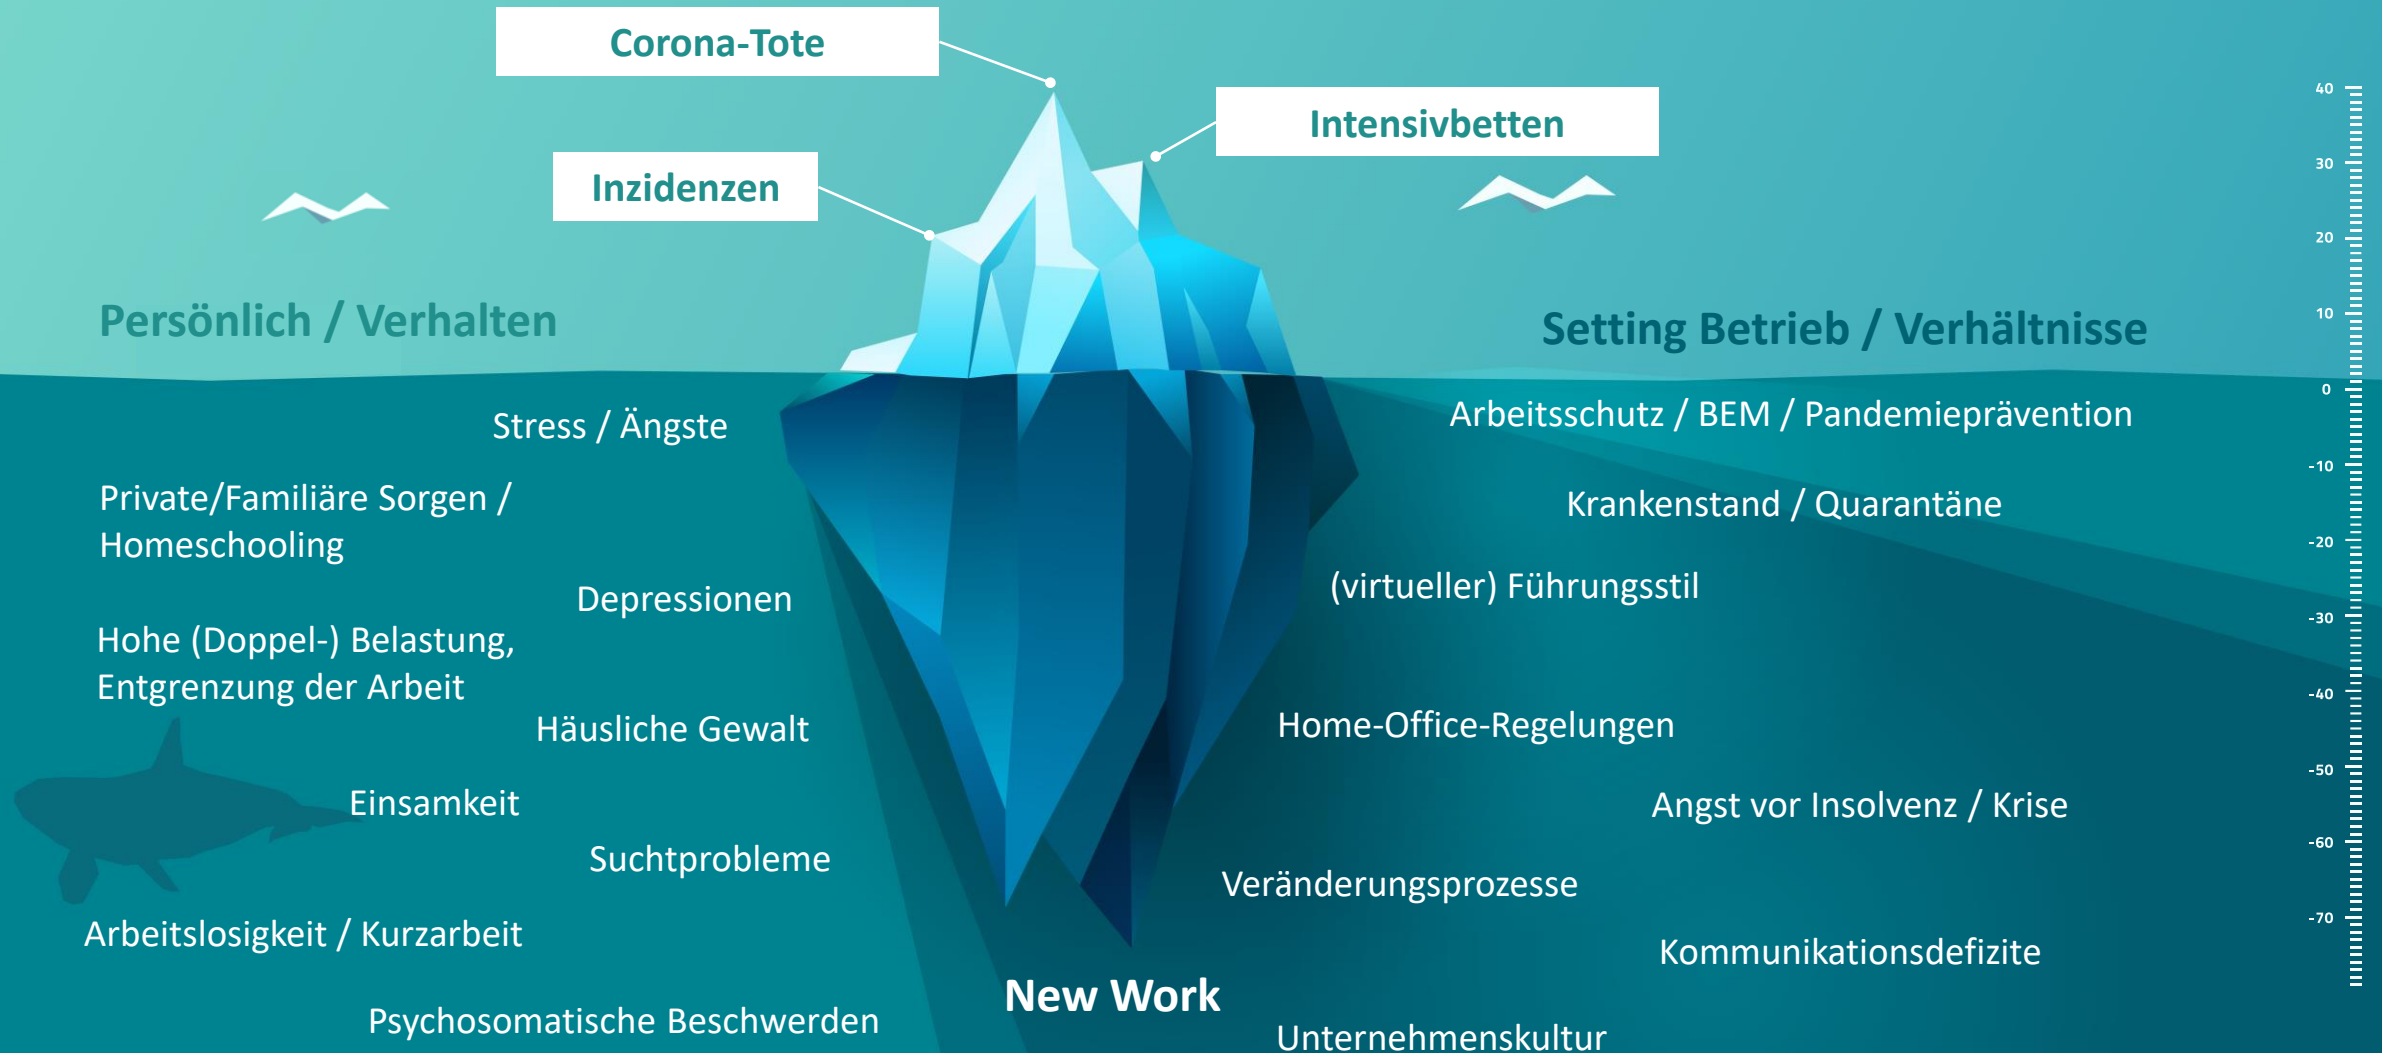 Corona-Tote
Intensivbetten
Inzidenzen
Persönlich / Verhalten
Stress / Ängste
Private/Familiäre Sorgen /
Homeschooling
Depressionen
Hohe (Doppel-) Belastung,
Entgrenzung der Arbeit
Häusliche Gewalt
Einsamkeit
Suchtprobleme
Arbeitslosigkeit / Kurzarbeit
Psychosomatische Beschwerden
New Work
Setting Betrieb / Verhältnisse
Arbeitsschutz / BEM / Pandemieprävention
Krankenstand / Quarantäne
(virtueller) Führungsstil
Home-Office-Regelungen
Angst vor Insolvenz / Krise
Veränderungsprozesse
Kommunikationsdefizite
Unternehmenskultur
40
30
20
10
0
-10
-20
-30
-40
-50
-60
-70